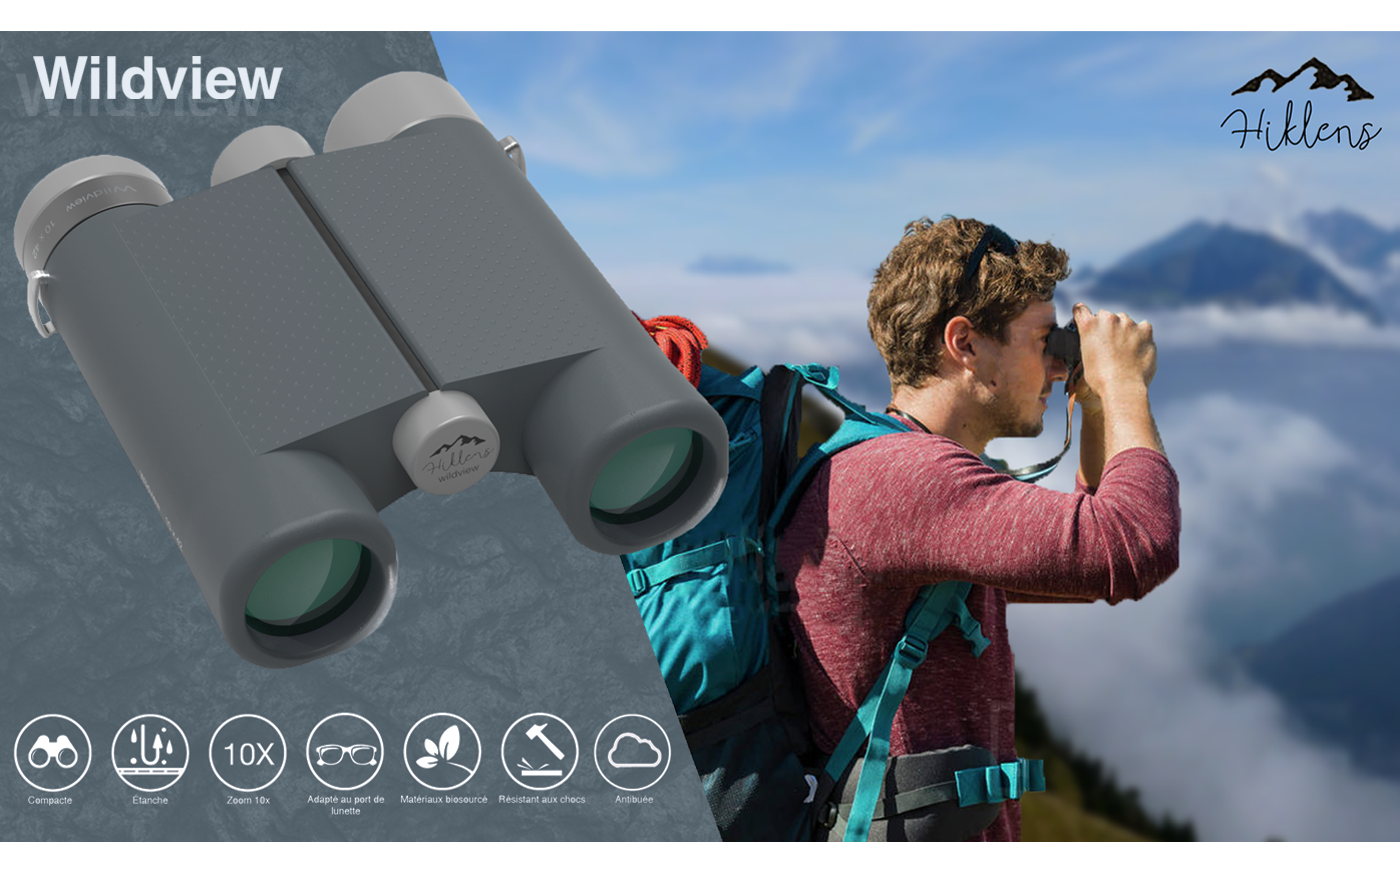 Wildview
Hiklens
Wildview
Hiklens
wildview
10X
Compacte
Étanche
Zoom 10x
Adapté au port de
lunette
Matériaux biosourcé
Résistant aux chocs
Antibuée